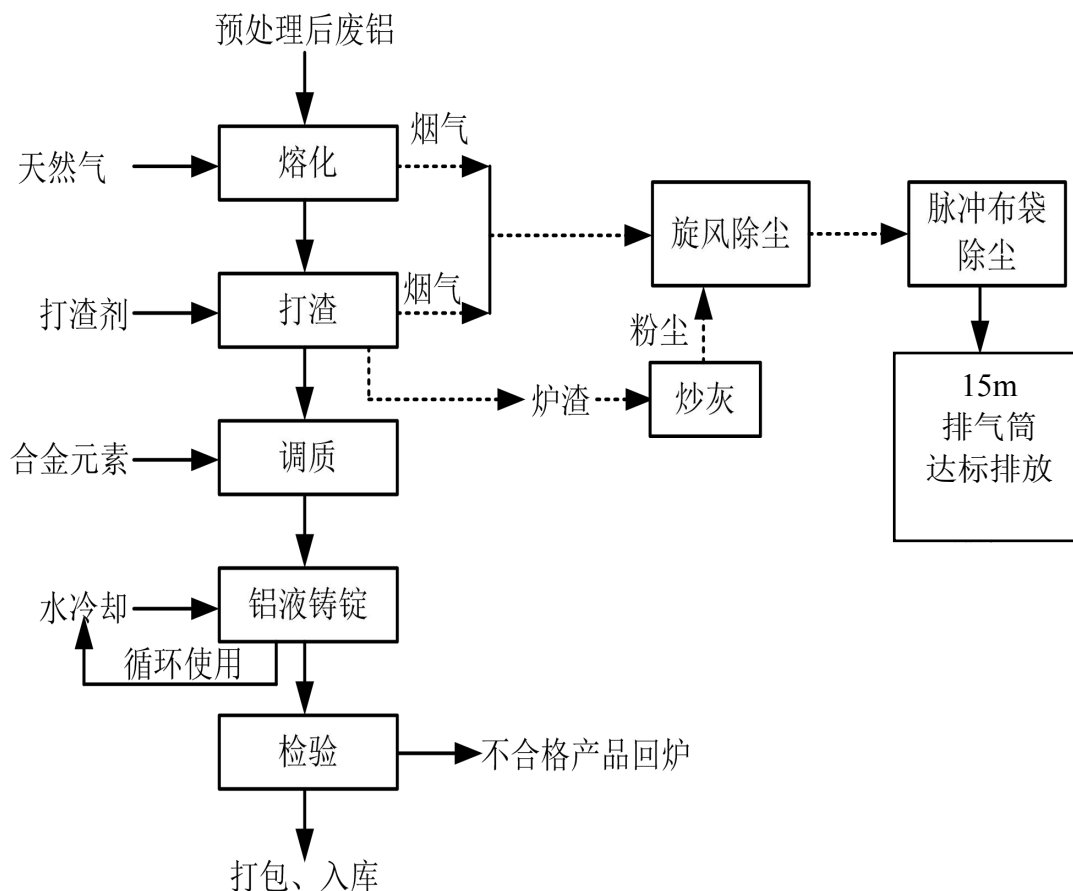 预处理后废铝
烟气
天然气
熔化
旋风除尘
脉冲布袋
除尘
烟气
打渣剂
打渣
粉尘
炉渣
炒灰
15m
排气筒
达标排放
合金元素
调质
水冷却
铝液铸锭
循环使用
检验
不合格产品回炉
打包、入库